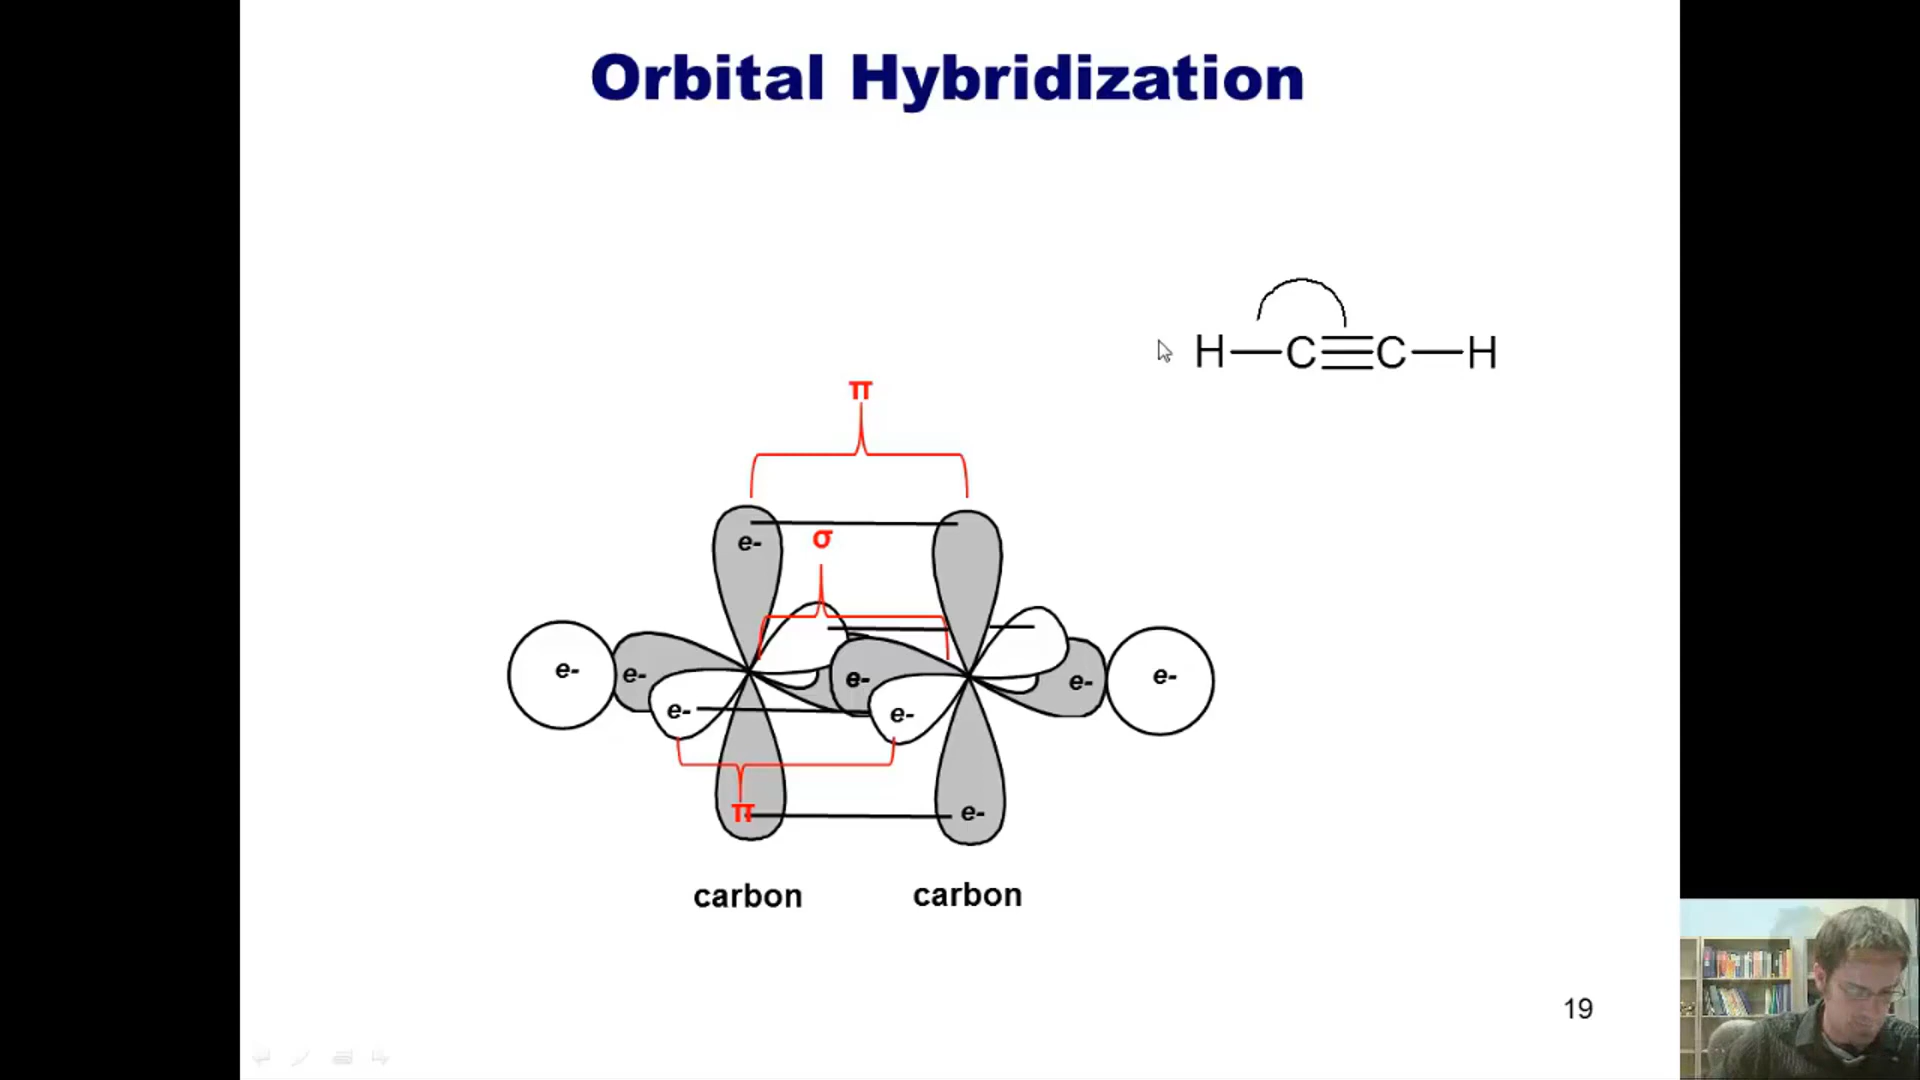 Orbital Hybridization
H—C≡C—H
π
e-
σ
e- e- e- e- e-
e- e-
π e-
carbon carbon
19